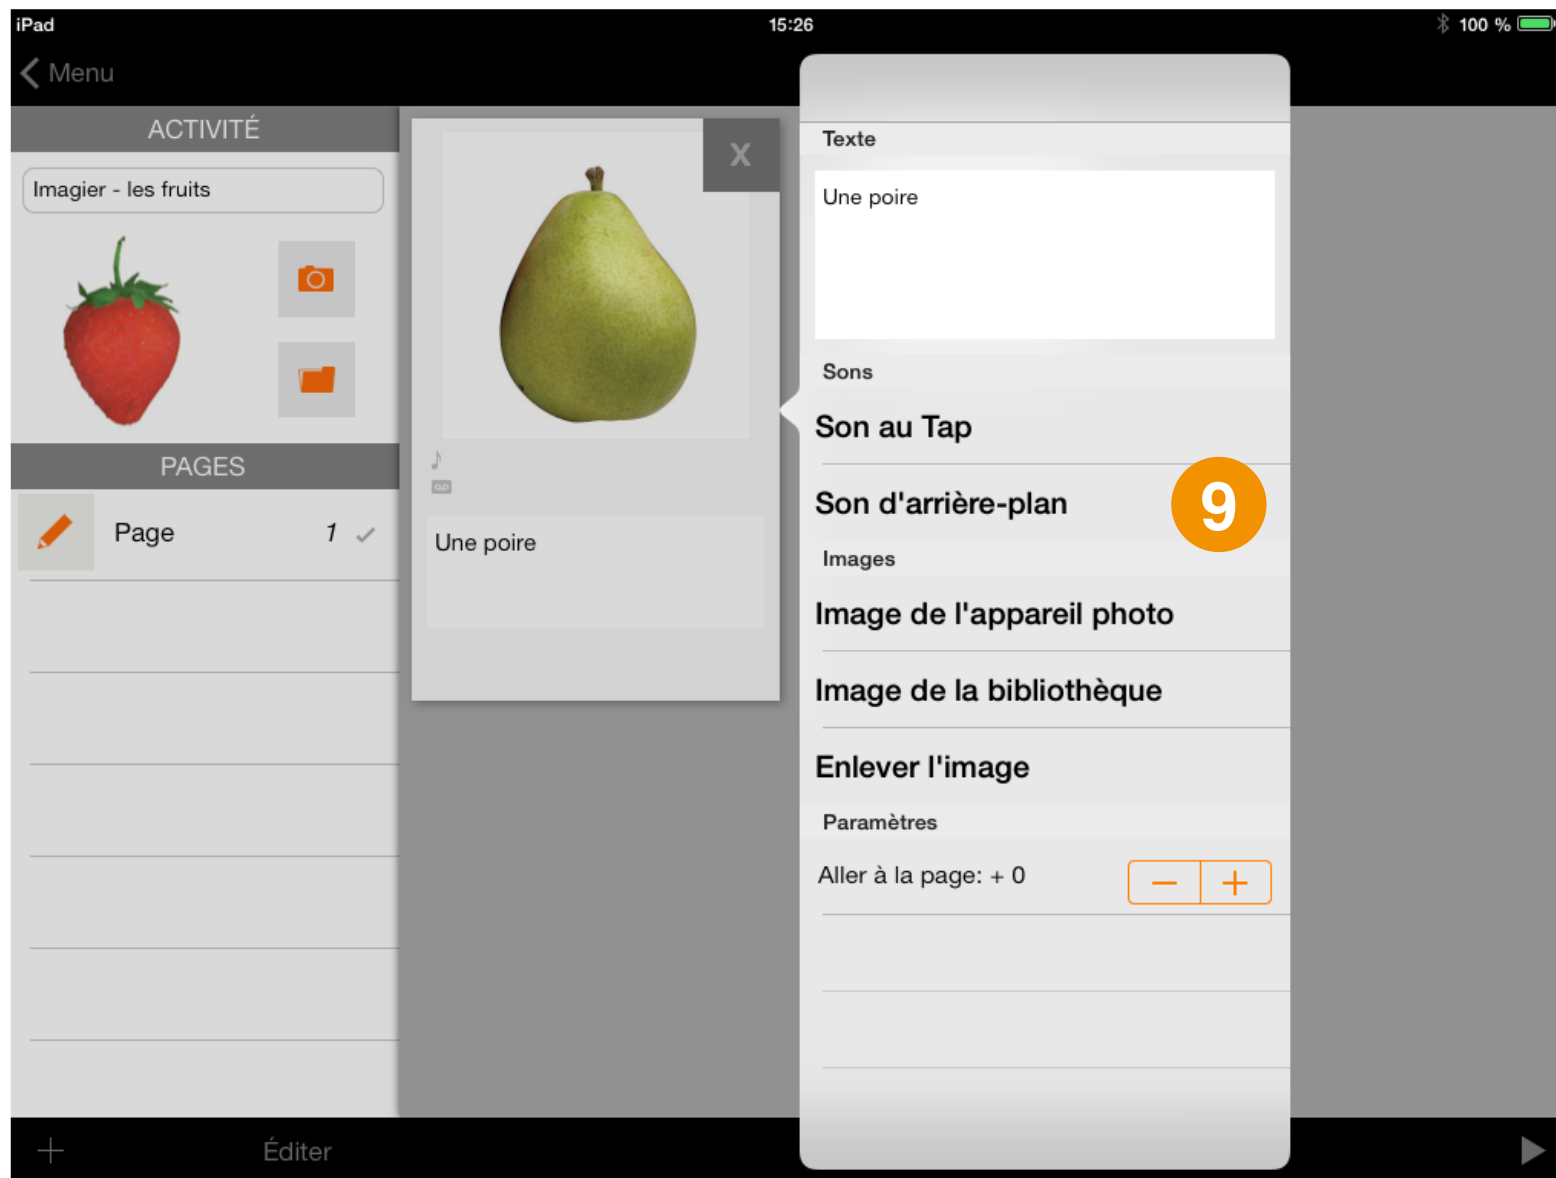 iPad 15:26 100 %
Menu
ACTIVITÉ
Imagier - les fruits
PAGES
Page 1
X
Une poire
Texte
Une poire
Sons
Son au Tap
Son d'arrière-plan
9
Images
Image de l'appareil photo
Image de la bibliothèque
Enlever l'image
Paramètres
Aller à la page: + 0
− +
+ Éditer